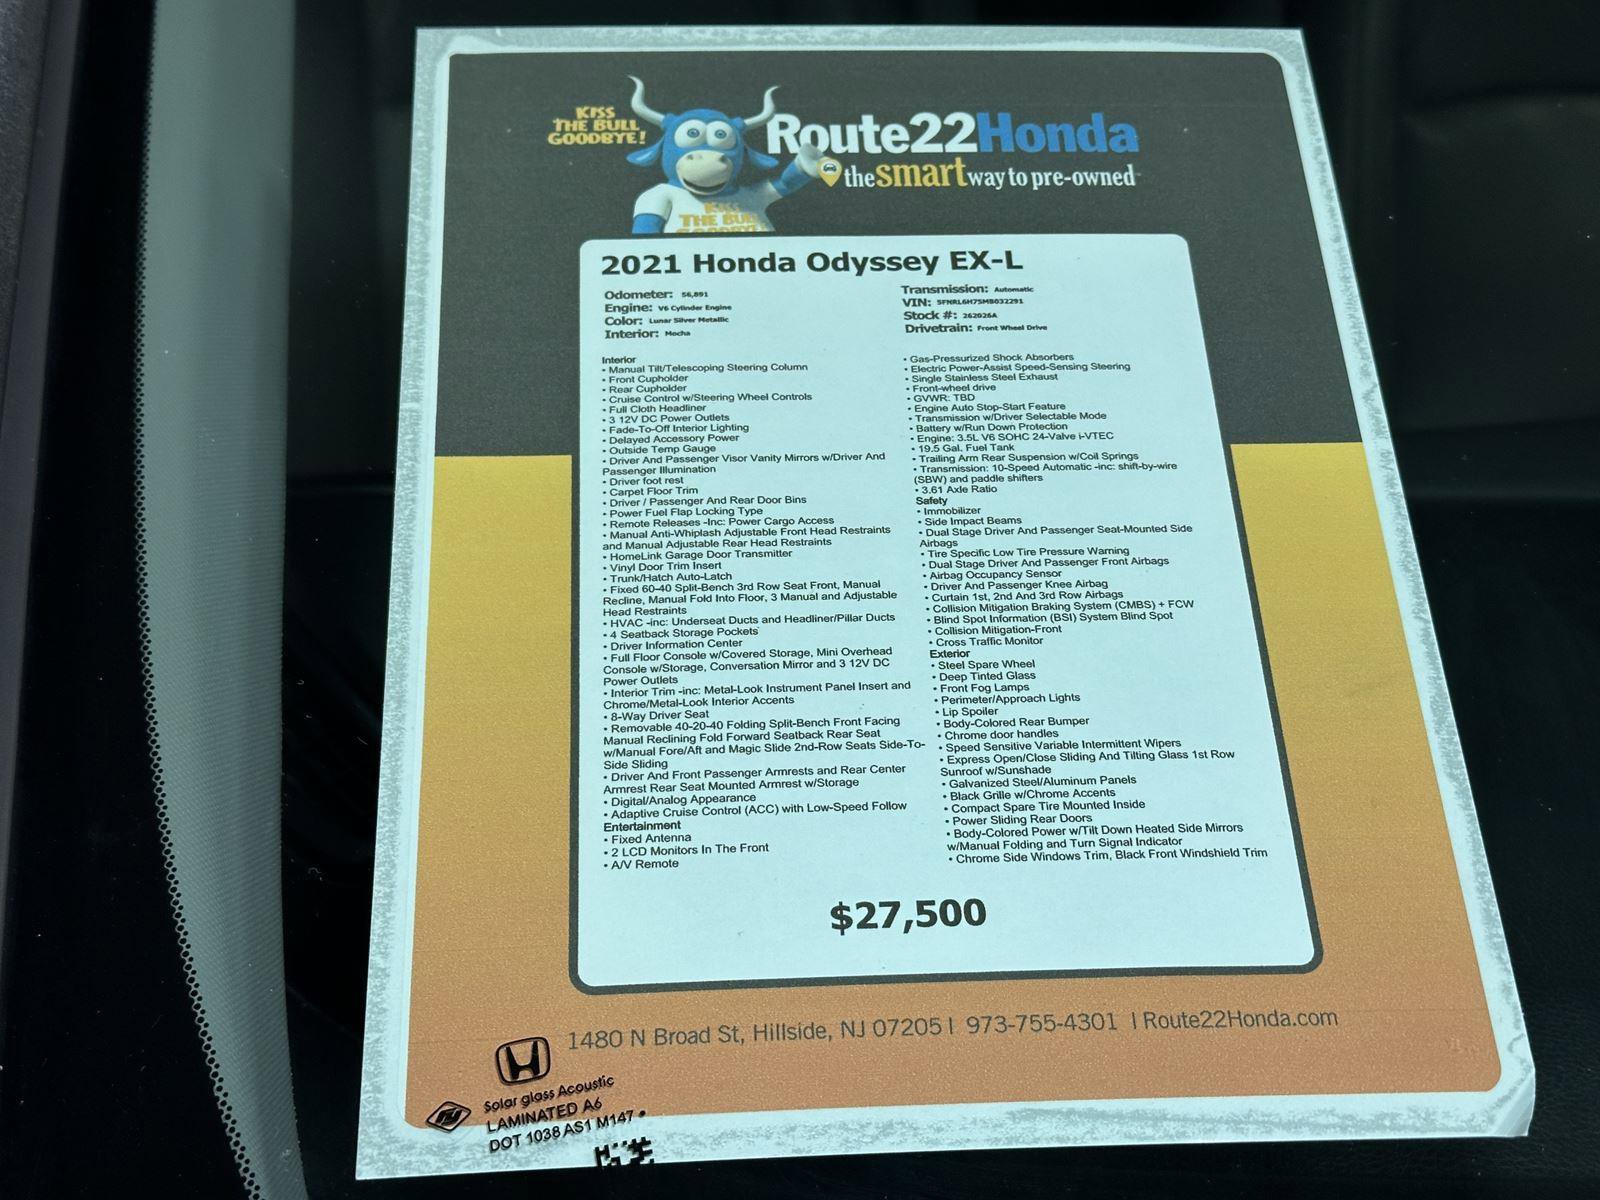 KISS
THE BULL
GOODBYE!
Route22Honda
the smart way to pre-owned
KISS
THE BULL
GOODBYE
2021 Honda Odyssey EX-L
Odometer: 56,891
Engine: V6 Cylinder Engine
Color: Lunar Silver Metallic
Interior: Mocha
Transmission: Automatic
VIN: 5FNRL6H75MB032291
Stock #: 262026A
Drivetrain: Front Wheel Drive
Interior
• Manual Tilt/Telescoping Steering Column
• Front Cupholder
• Rear Cupholder
• Cruise Control w/Steering Wheel Controls
• Full Cloth Headliner
• 3 12V DC Power Outlets
• Fade-To-Off Interior Lighting
• Delayed Accessory Power
• Outside Temp Gauge
• Driver And Passenger Visor Vanity Mirrors w/Driver And
Passenger Illumination
• Driver foot rest
• Carpet Floor Trim
• Driver / Passenger And Rear Door Bins
• Power Fuel Flap Locking Type
• Remote Releases -Inc: Power Cargo Access
• Manual Anti-Whiplash Adjustable Front Head Restraints
and Manual Adjustable Rear Head Restraints
• HomeLink Garage Door Transmitter
• Vinyl Door Trim Insert
• Trunk/Hatch Auto-Latch
• Fixed 60-40 Split-Bench 3rd Row Seat Front, Manual
Recline, Manual Fold Into Floor, 3 Manual and Adjustable
Head Restraints
• HVAC -inc: Underseat Ducts and Headliner/Pillar Ducts
• 4 Seatback Storage Pockets
• Driver Information Center
• Full Floor Console w/Covered Storage, Mini Overhead
Console w/Storage, Conversation Mirror and 3 12V DC
Power Outlets
• Interior Trim -inc: Metal-Look Instrument Panel Insert and
Chrome/Metal-Look Interior Accents
• 8-Way Driver Seat
• Removable 40-20-40 Folding Split-Bench Front Facing
Manual Reclining Fold Forward Seatback Rear Seat
w/Manual Fore/Aft and Magic Slide 2nd-Row Seats Side-To-
Side Sliding
• Driver And Front Passenger Armrests and Rear Center
Armrest Rear Seat Mounted Armrest w/Storage
• Digital/Analog Appearance
• Adaptive Cruise Control (ACC) with Low-Speed Follow
Entertainment
• Fixed Antenna
• 2 LCD Monitors In The Front
• A/V Remote
• Gas-Pressurized Shock Absorbers
• Electric Power-Assist Speed-Sensing Steering
• Single Stainless Steel Exhaust
• Front-wheel drive
• GVWR: TBD
• Engine Auto Stop-Start Feature
• Transmission w/Driver Selectable Mode
• Battery w/Run Down Protection
• Engine: 3.5L V6 SOHC 24-Valve i-VTEC
• 19.5 Gal. Fuel Tank
• Trailing Arm Rear Suspension w/Coil Springs
• Transmission: 10-Speed Automatic -inc: shift-by-wire
(SBW) and paddle shifters
• 3.61 Axle Ratio
Safety
• Immobilizer
• Side Impact Beams
• Dual Stage Driver And Passenger Seat-Mounted Side
Airbags
• Tire Specific Low Tire Pressure Warning
• Dual Stage Driver And Passenger Front Airbags
• Airbag Occupancy Sensor
• Driver And Passenger Knee Airbag
• Curtain 1st, 2nd And 3rd Row Airbags
• Collision Mitigation Braking System (CMBS) + FCW
• Blind Spot Information (BSI) System Blind Spot
• Collision Mitigation-Front
• Cross Traffic Monitor
Exterior
• Steel Spare Wheel
• Deep Tinted Glass
• Front Fog Lamps
• Perimeter/Approach Lights
• Lip Spoiler
• Body-Colored Rear Bumper
• Chrome door handles
• Speed Sensitive Variable Intermittent Wipers
• Express Open/Close Sliding And Tilting Glass 1st Row
Sunroof w/Sunshade
• Galvanized Steel/Aluminum Panels
• Black Grille w/Chrome Accents
• Compact Spare Tire Mounted Inside
• Power Sliding Rear Doors
• Body-Colored Power w/Tilt Down Heated Side Mirrors
w/Manual Folding and Turn Signal Indicator
• Chrome Side Windows Trim, Black Front Windshield Trim
$27,500
1480 N Broad St, Hillside, NJ 07205 | 973-755-4301 | Route22Honda.com
Solar glass Acoustic
LAMINATED A6
DOT 1038 AS1 M147 •